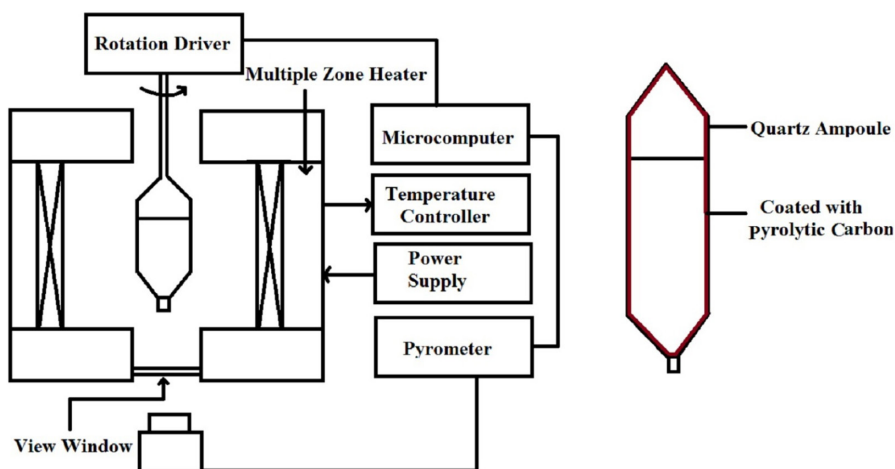 Rotation Driver
Multiple Zone Heater
Microcomputer
Temperature
Controller
Power
Supply
Pyrometer
View Window
Quartz Ampoule
Coated with
Pyrolytic Carbon